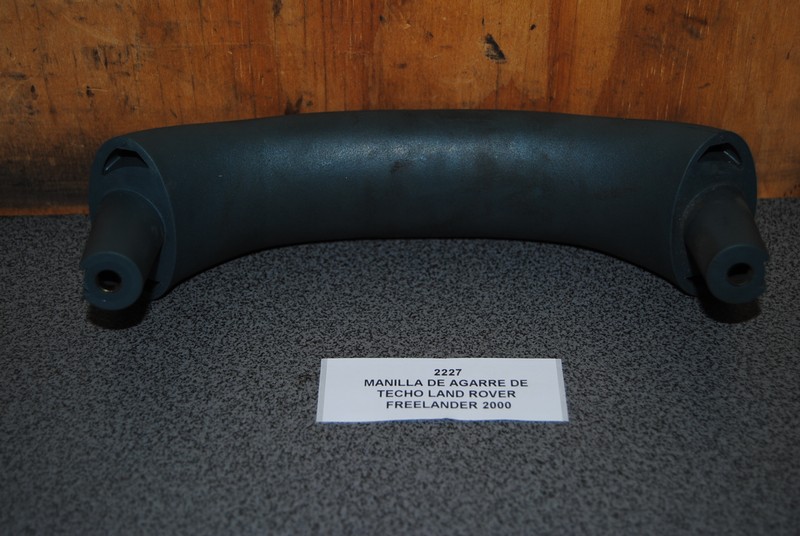 2227
MANILLA DE AGARRE DE
TECHO LAND ROVER
FREELANDER 2000